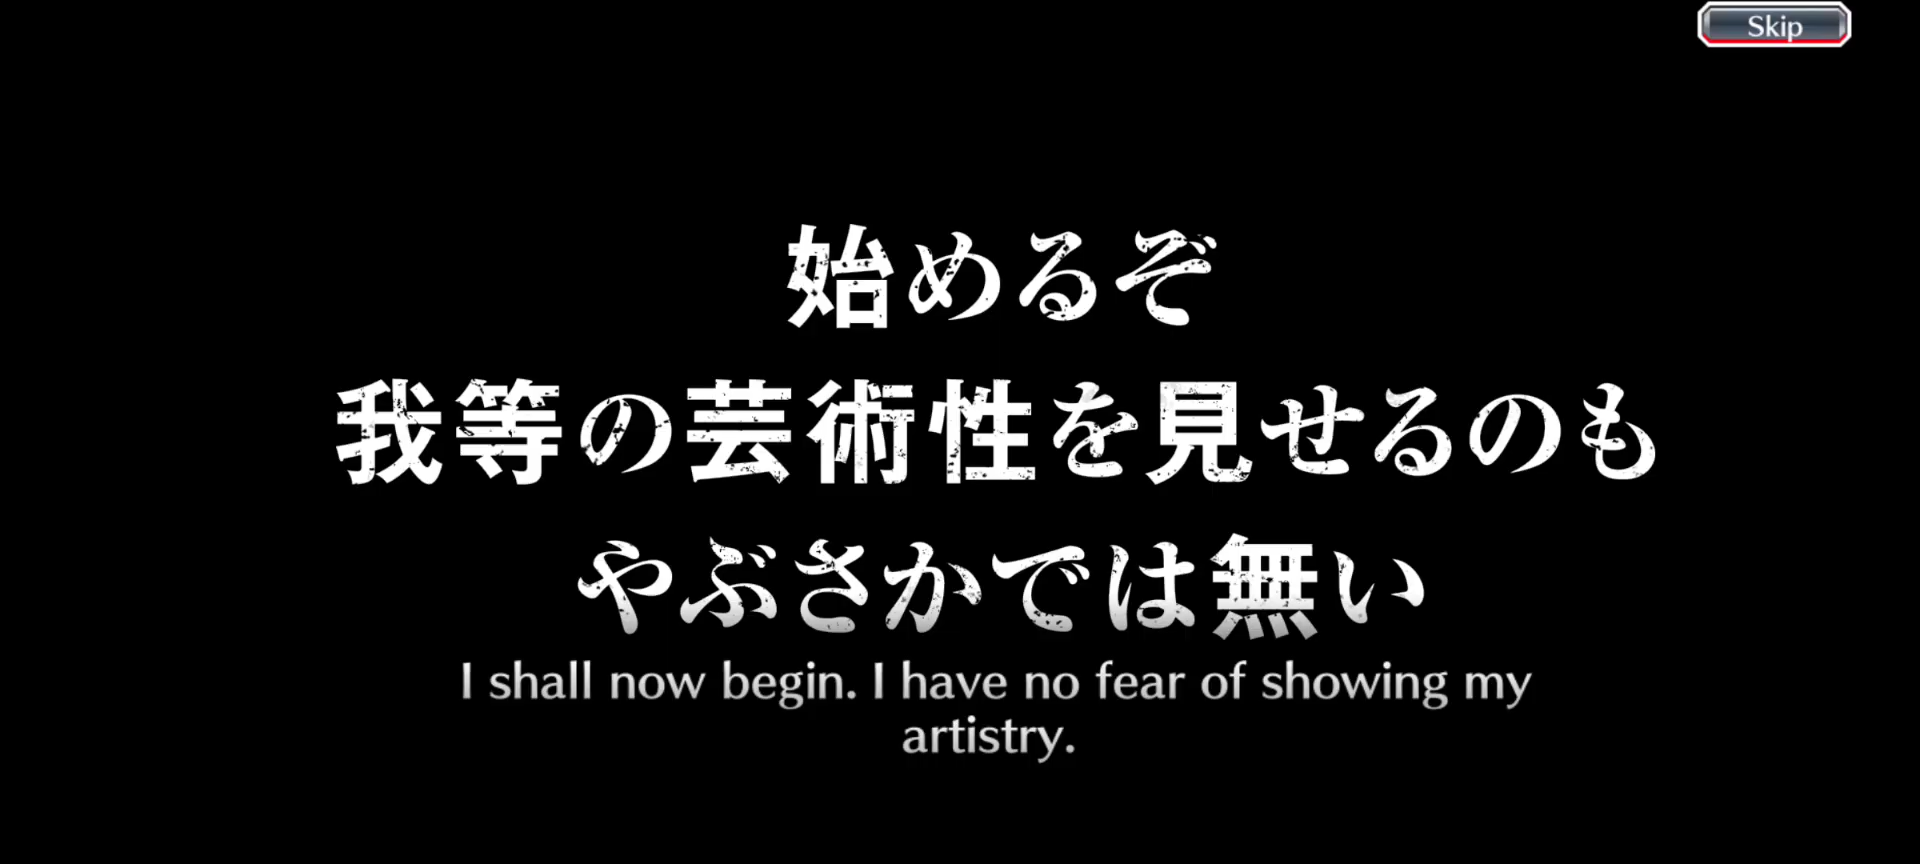 Skip
始めるぞ
我等の芸術性を見せるのも
やぶさかでは無い
I shall now begin. I have no fear of showing my
artistry.